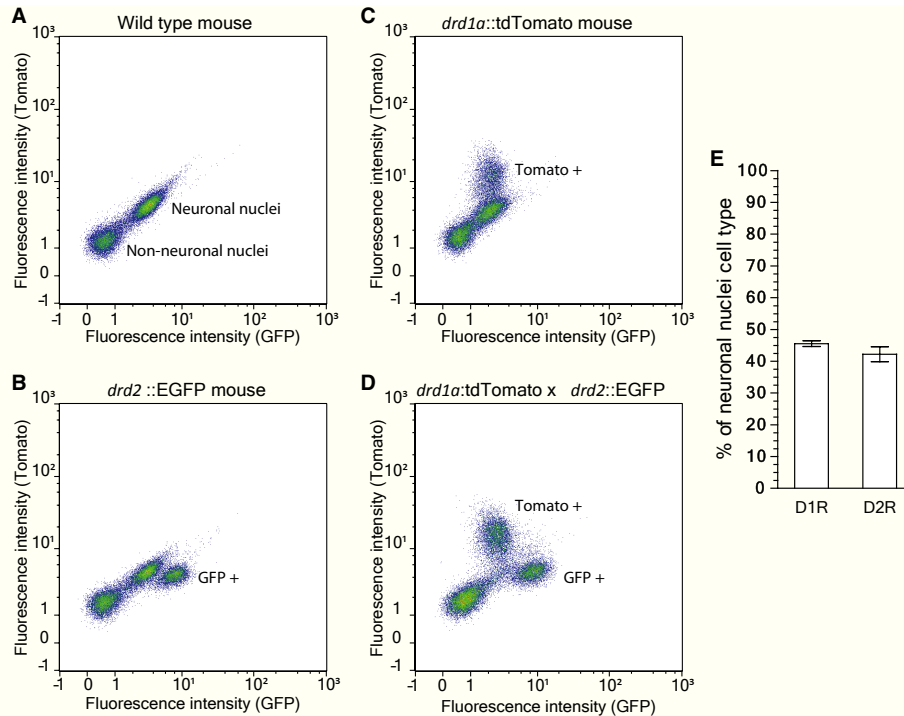 A
Wild type mouse
Fluorescence intensity (Tomato)
10³
10²
10¹
1
0
-1
Neuronal nuclei
Non-neuronal nuclei
-1 0 1 10¹ 10² 10³
Fluorescence intensity (GFP)
B
drd2 ::EGFP mouse
Fluorescence intensity (Tomato)
10³
10²
10¹
1
0
-1
GFP +
-1 0 1 10¹ 10² 10³
Fluorescence intensity (GFP)
C
drd1a::tdTomato mouse
Fluorescence intensity (Tomato)
10³
10²
10¹
1
0
-1
Tomato +
-1 0 1 10¹ 10² 10³
Fluorescence intensity (GFP)
D
drd1a:tdTomato x drd2::EGFP
Fluorescence intensity (Tomato)
10³
10²
10¹
1
0
-1
Tomato +
GFP +
-1 0 1 10¹ 10² 10³
Fluorescence intensity (GFP)
E
% of neuronal nuclei cell type
100
90
80
70
60
50
40
30
20
10
0
D1R D2R